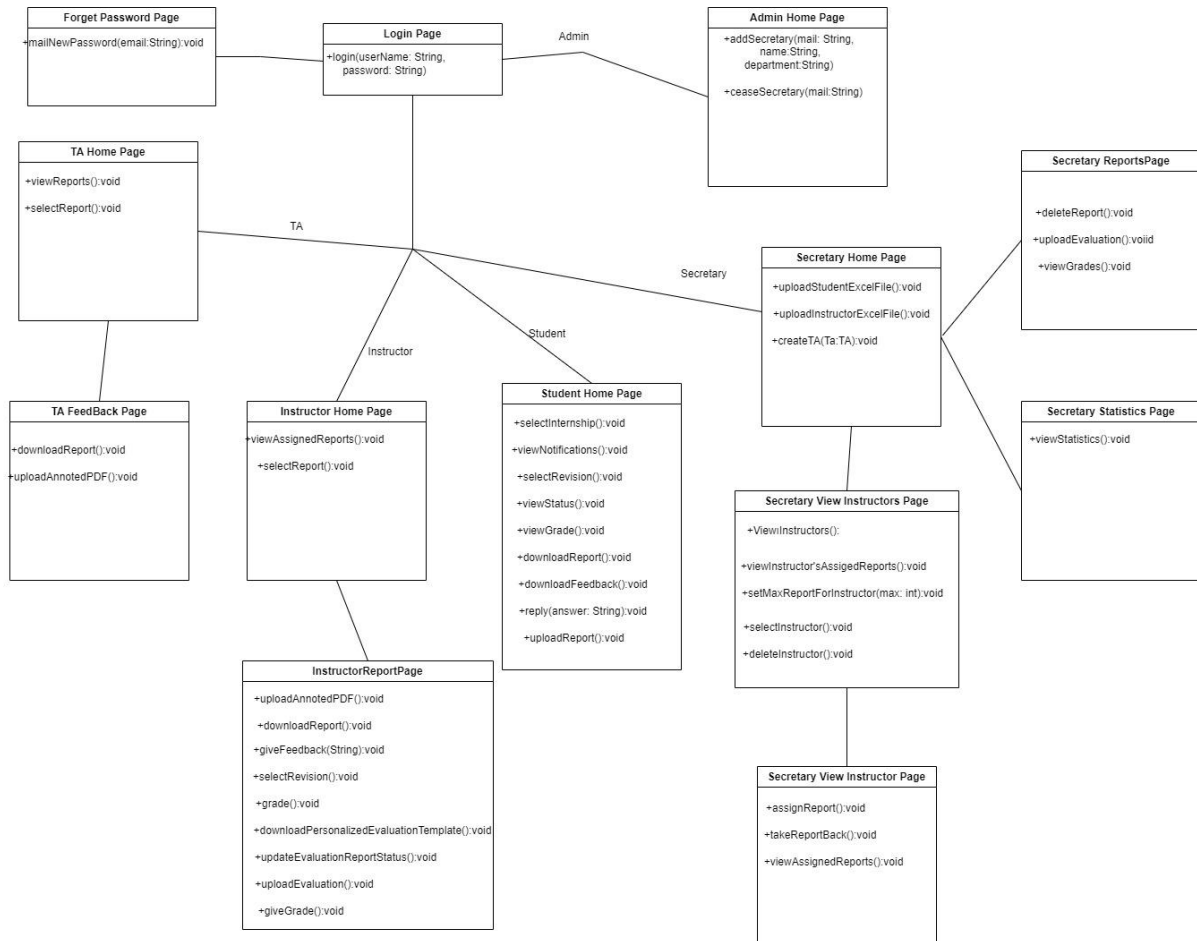 Forget Password Page
+mailNewPassword(email:String):void
Login Page
+login(userName: String,
password: String)
Admin
Admin Home Page
+addSecretary(mail: String,
name:String,
department:String)
+ceaseSecretary(mail:String)
TA Home Page
+viewReports():void
+selectReport():void
TA
Secretary ReportsPage
+deleteReport():void
+uploadEvaluation():voiid
+viewGrades():void
Secretary
Secretary Home Page
+uploadStudentExcelFile():void
+uploadInstructorExcelFile():void
+createTA(Ta:TA):void
Student
Instructor
TA FeedBack Page
+downloadReport():void
+uploadAnnotatedPDF():void
Instructor Home Page
+viewAssignedReports():void
+selectReport():void
Student Home Page
+selectInternship():void
+viewNotifications():void
+selectRevision():void
+viewStatus():void
+viewGrade():void
+downloadReport():void
+downloadFeedback():void
+reply(answer: String):void
+uploadReport():void
Secretary Statistics Page
+viewStatistics():void
Secretary View Instructors Page
+ViewInstructors():
+viewInstructor'sAssigedReports():void
+setMaxReportForInstructor(max: int):void
+selectInstructor():void
+deleteInstructor():void
InstructorReportPage
+uploadAnnotedPDF():void
+downloadReport():void
+giveFeedback(String):void
+selectRevision():void
+grade():void
+downloadPersonalizedEvaluationTemplate():void
+updateEvaluationReportStatus():void
+uploadEvaluation():void
+giveGrade():void
Secretary View Instructor Page
+assignReport():void
+takeReportBack():void
+viewAssignedReports():void